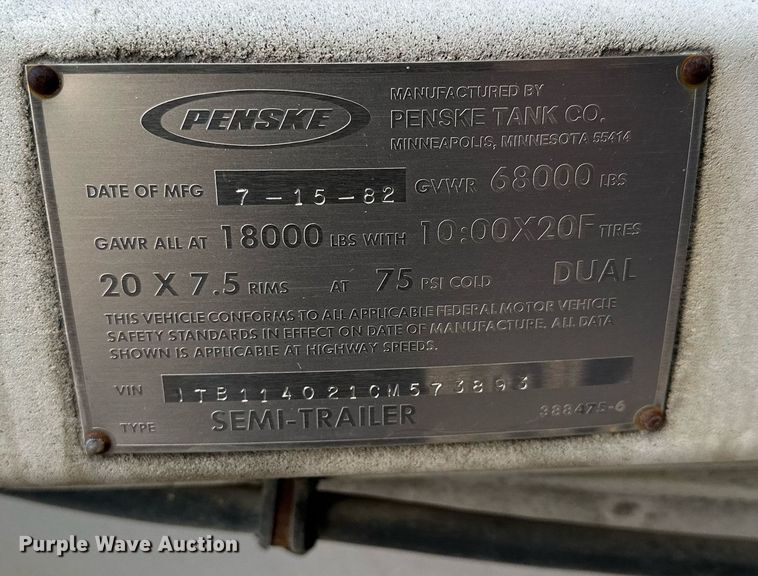 PENSKE
MANUFACTURED BY
PENSKE TANK CO.
MINNEAPOLIS, MINNESOTA 55414
DATE OF MFG 7-15-82 GVWR 68000 LBS
GAWR ALL AT 18000 LBS WITH 10:00X20F TIRES
20 X 7.5 RIMS AT 75 PSI COLD DUAL
THIS VEHICLE CONFORMS TO ALL APPLICABLE FEDERAL MOTOR VEHICLE
SAFETY STANDARDS IN EFFECT ON DATE OF MANUFACTURE. ALL DATA
SHOWN IS APPLICABLE AT HIGHWAY SPEEDS.
VIN 1TB114021CM573893
TYPE SEMI-TRAILER 388475-6
Purple Wave Auction